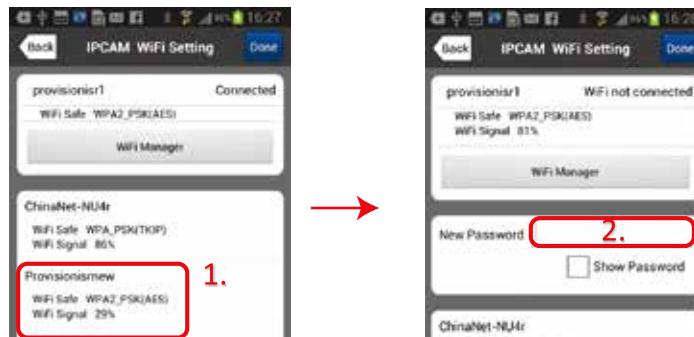 16:27
Back IPCAM WiFi Setting Done
provisionisr1 Connected
WiFi Safe WPA2_PSK(AES)
WiFi Manager
ChinaNet-NU4r
WiFi Safe WPA_PSK(TKIP)
WiFi Signal 86%
Provisionisrnew
WiFi Safe WPA2_PSK(AES)
WiFi Signal 29%
1.
Back IPCAM WiFi Setting Done
provisionisr1 WiFi not connected
WiFi Safe WPA2_PSK(AES)
WiFi Signal 81%
WiFi Manager
New Password 2.
Show Password
ChinaNet-NU4r